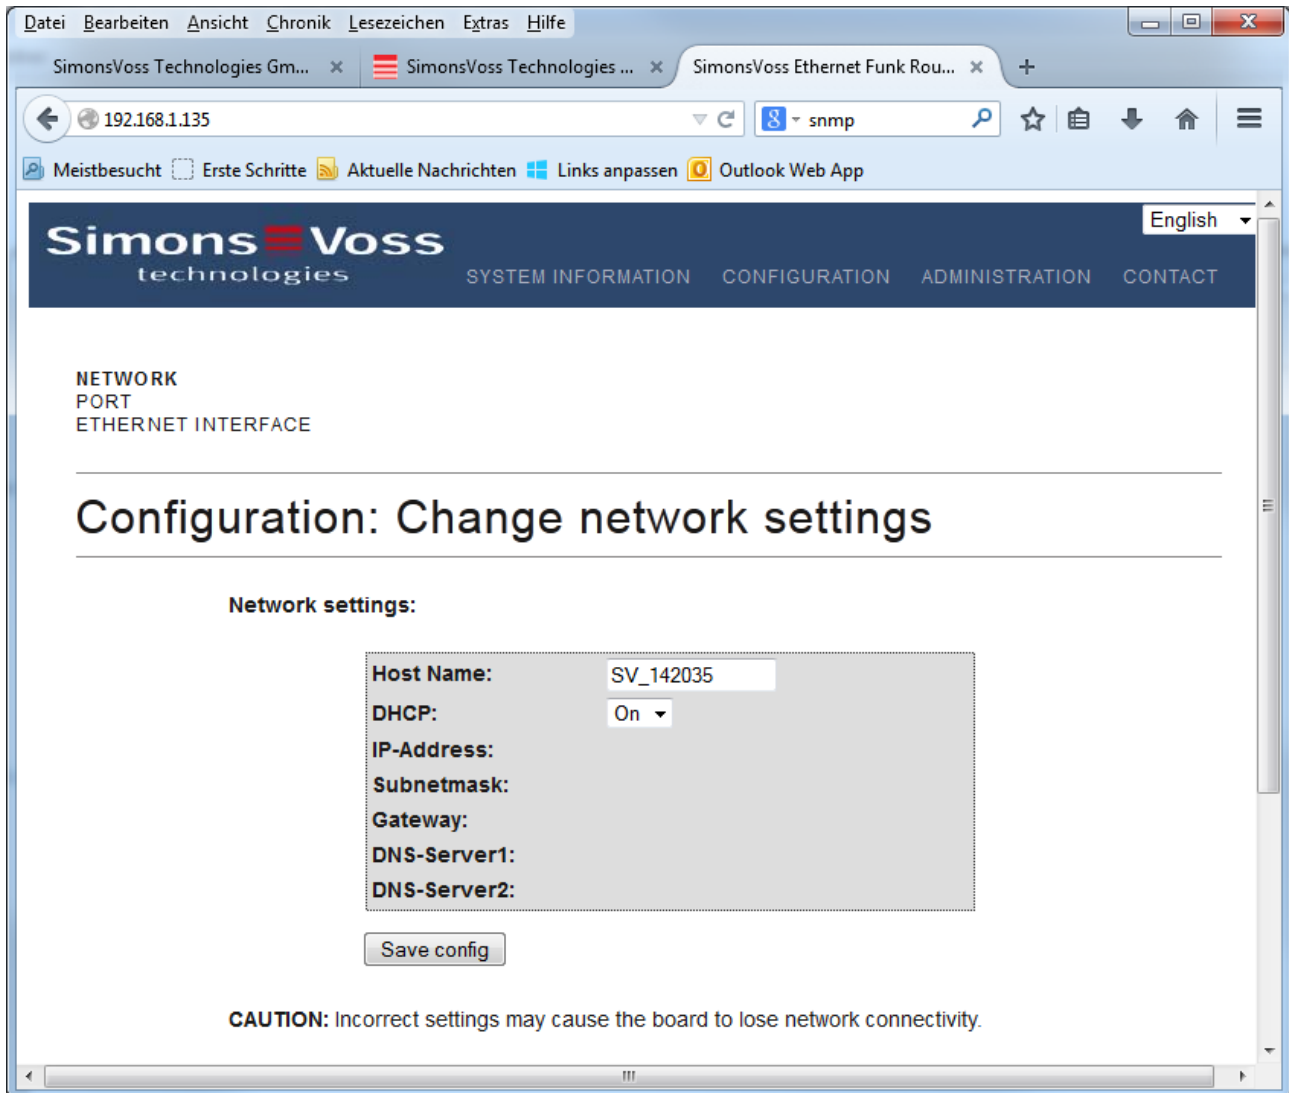 Datei Bearbeiten Ansicht Chronik Lesezeichen Extras Hilfe
SimonsVoss Technologies Gm... SimonsVoss Technologies ... SimonsVoss Ethernet Funk Rou...
192.168.1.135 snmp
Meistbesucht Erste Schritte Aktuelle Nachrichten Links anpassen Outlook Web App
English
Simons Voss
technologies
SYSTEM INFORMATION CONFIGURATION ADMINISTRATION CONTACT
NETWORK
PORT
ETHERNET INTERFACE
Configuration: Change network settings
Network settings:
Host Name: SV_142035
DHCP: On
IP-Address:
Subnetmask:
Gateway:
DNS-Server1:
DNS-Server2:
Save config
CAUTION: Incorrect settings may cause the board to lose network connectivity.